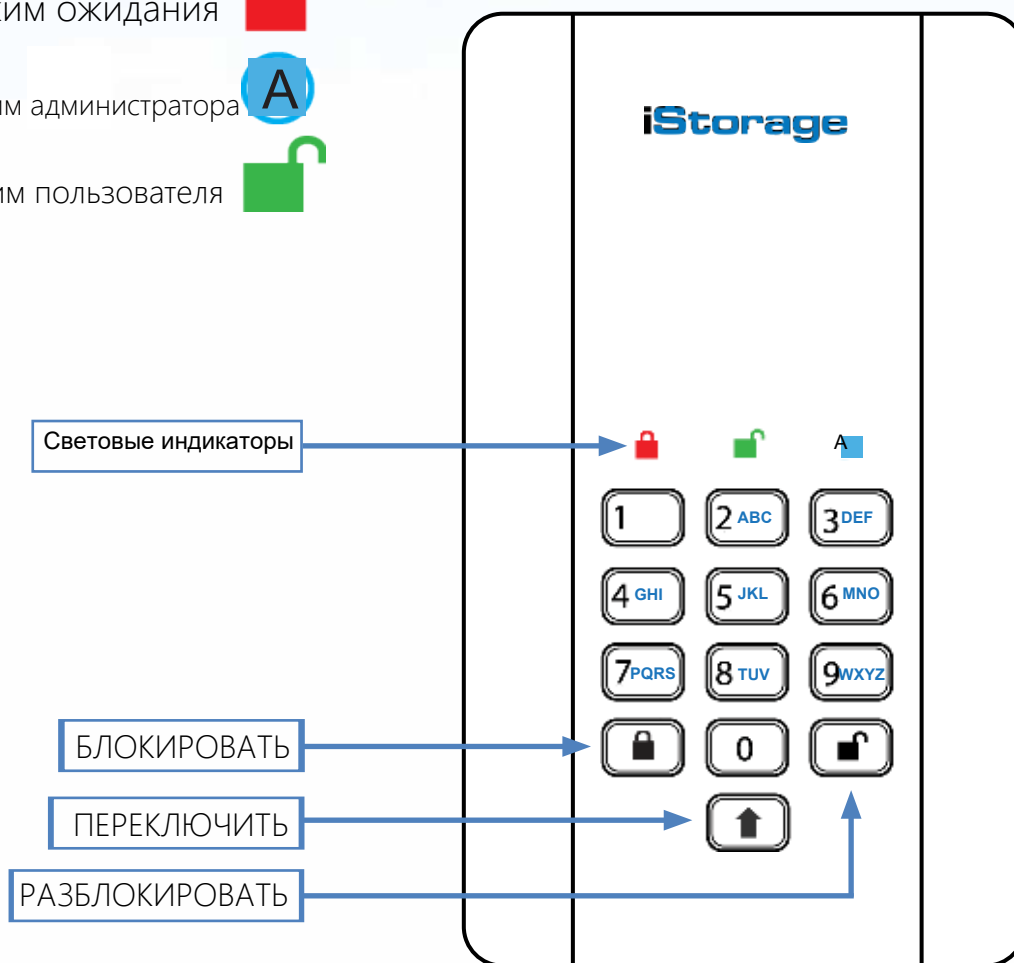 ким ожидания
им администратора A
им пользователя
iStorage
Световые индикаторы
A
1
2 ABC
3 DEF
4 GHI
5 JKL
6 MNO
7 PQRS
8 TUV
9 WXYZ
БЛОКИРОВАТЬ
0
ПЕРЕКЛЮЧИТЬ
РАЗБЛОКИРОВАТЬ